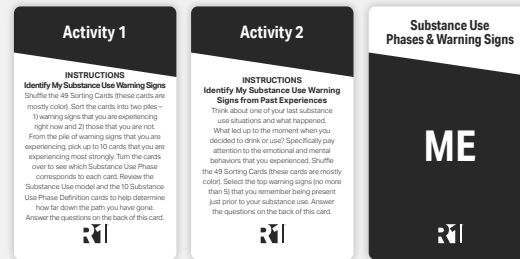 Activity 1
INSTRUCTIONS
Identify My Substance Use Warning Signs
Shuffle the 49 Sorting Cards (these cards are
mostly color). Sort the cards into two piles –
1) warning signs that you are experiencing
right now and 2) those that you are not.
From the pile of warning signs that you are
experiencing, pick up to 10 cards that you are
experiencing most strongly. Turn the cards
over to see which Substance Use Phase
corresponds to each card. Review the
Substance Use model and the 10 Substance
Use Phase Definition cards to help determine
how far down the path you have gone.
Answer the questions on the back of this card.
R1
Activity 2
INSTRUCTIONS
Identify My Substance Use Warning
Signs from Past Experiences
Think about one of your last substance
use situations and what happened.
What led up to the moment when you
decided to drink or use? Specifically pay
attention to the emotional and mental
behaviors that you experienced. Shuffle
the 49 Sorting Cards (these cards are mostly
color). Select the top warning signs (no more
than 5) that you remember being present
just prior to your substance use. Answer
the questions on the back of this card.
R1
Substance Use
Phases & Warning Signs
ME
R1